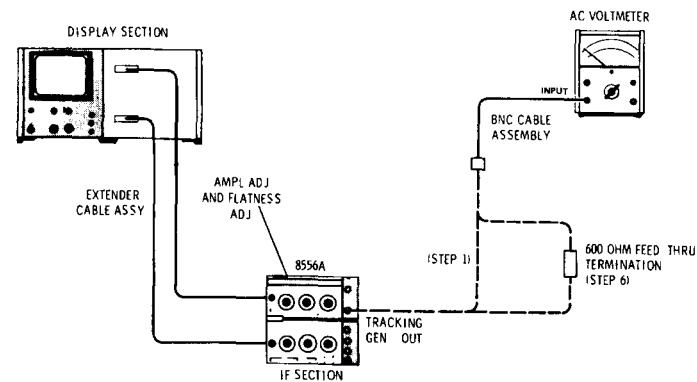 DISPLAY SECTION
AC VOLTMETER
INPUT
BNC CABLE
ASSEMBLY
EXTENDER
CABLE ASSY
AMPL ADJ
AND FLATNESS
ADJ
8556A
(STEP 1)
600 OHM FEED THRU
TERMINATION
(STEP 6)
TRACKING
GEN OUT
IF SECTION